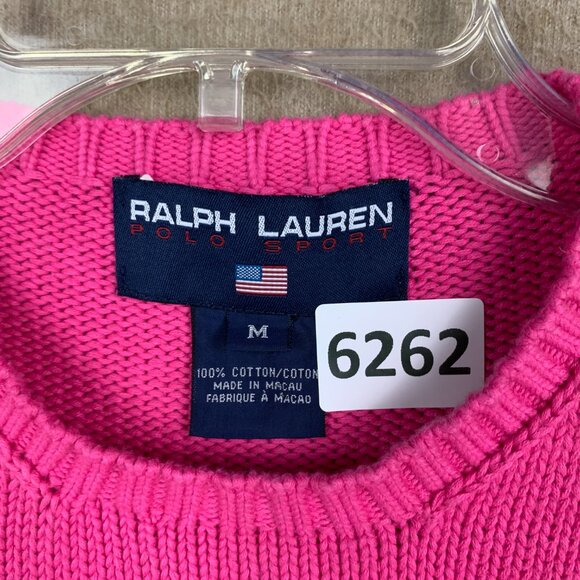 RALPH LAUREN
POLO SPORT
M
6262
100% COTTON/COTON
MADE IN MACAU
FABRIQUE À MACAO